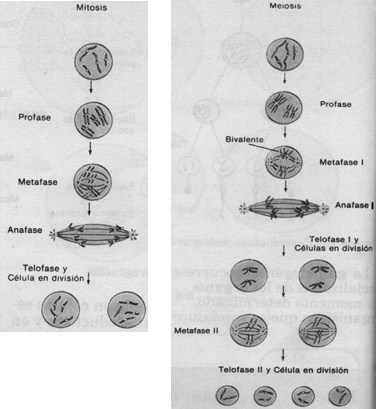 Mitosis
Profase
Metafase
Anafase
Telofase y
Célula en división
Meiosis
Profase
Bivalente
Metafase I
Anafase I
Telofase I y
Células en división
Metafase II
Telofase II y Célula en división